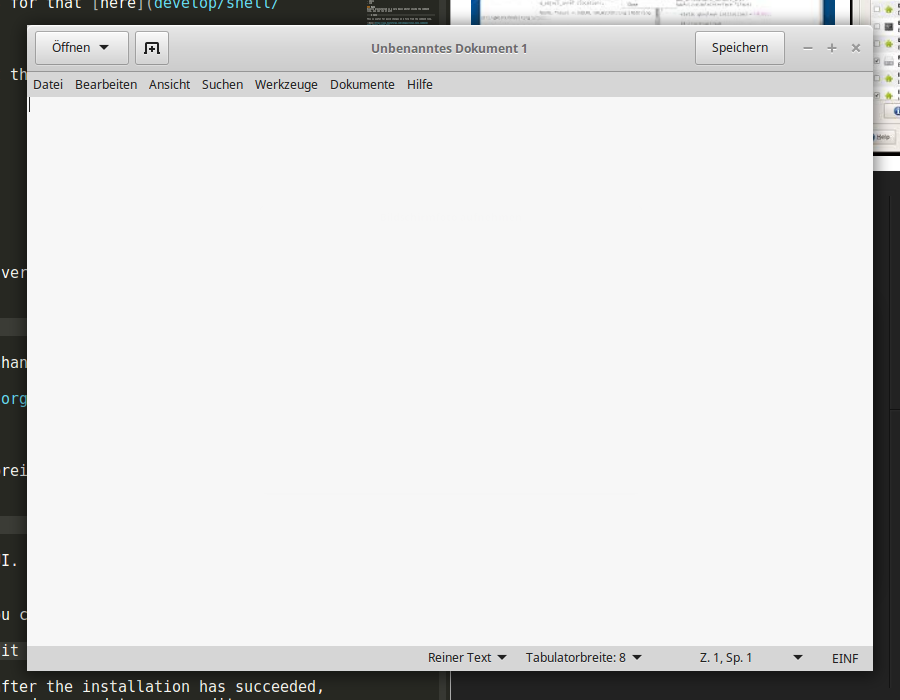 for that [here](develop/shell/
Öffnen
Unbenanntes Dokument 1
Speichern
th
Datei Bearbeiten Ansicht Suchen Werkzeuge Dokumente Hilfe
Help
ver
han
org
rei
I.
u c
it
Reiner Text Tabulatorbreite: 8 Z. 1, Sp. 1 EINF
fter the installation has succeeded,